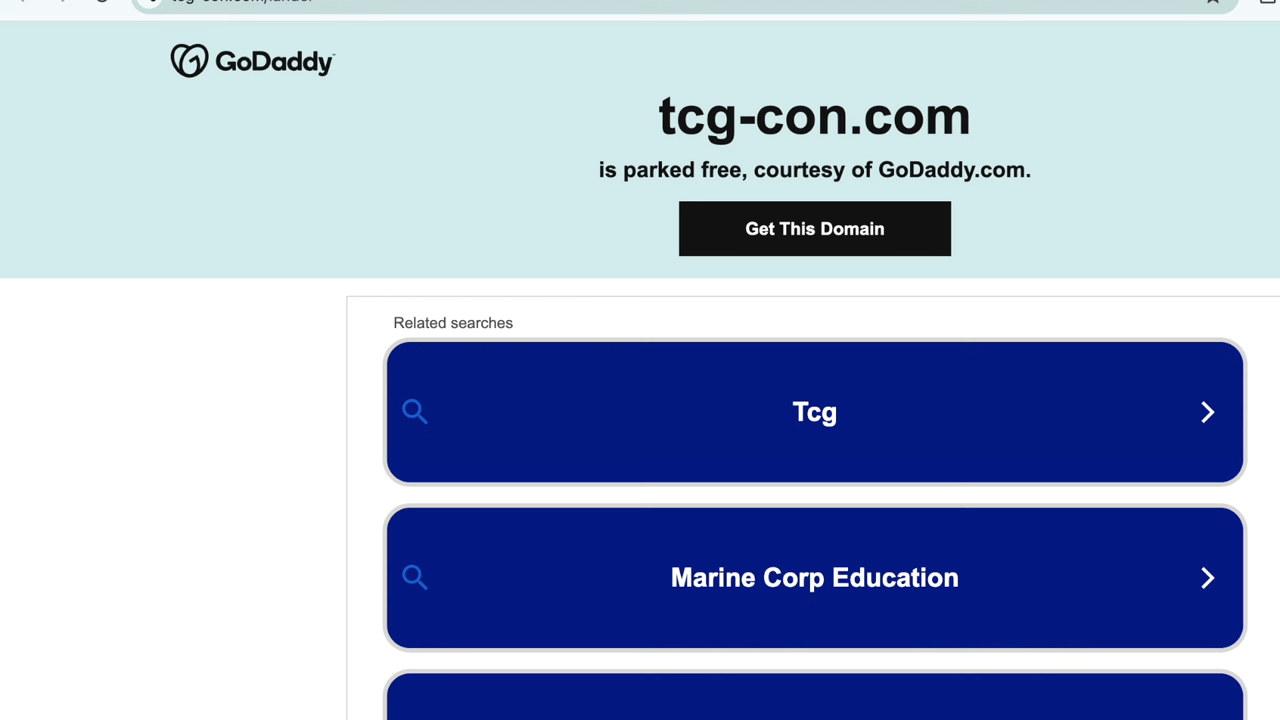 GoDaddy
tcg-con.com
is parked free, courtesy of GoDaddy.com.
Get This Domain
Related searches
Tcg
Marine Corp Education